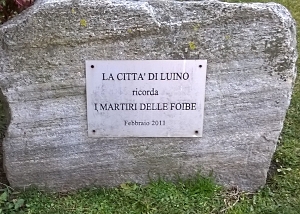 LA CITTA' DI LUINO
ricorda
I MARTIRI DELLE FOIBE
Febbraio 2011